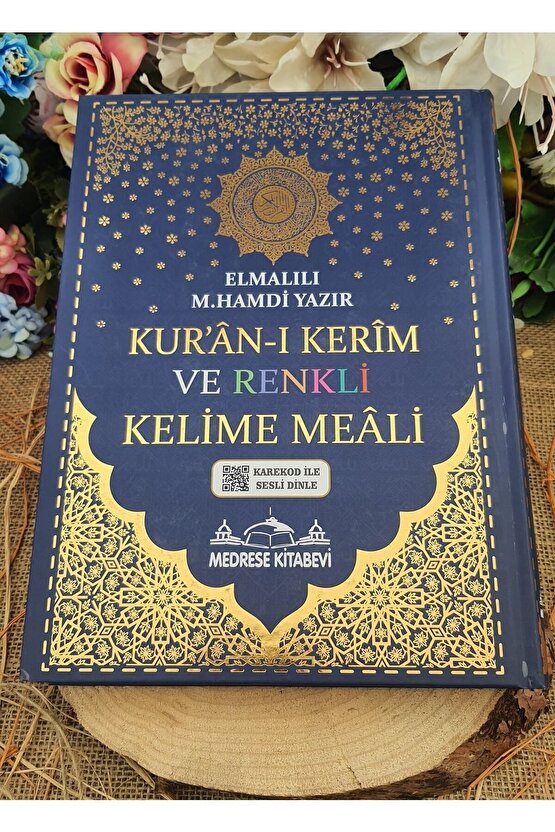 ELMALILI
M.HAMDİ YAZIR
KUR'ÂN-I KERÎM
VE RENKLİ
KELİME MEÂLİ
KAREKOD İLE
SESLİ DİNLE
MEDRESE KİTABEVİ